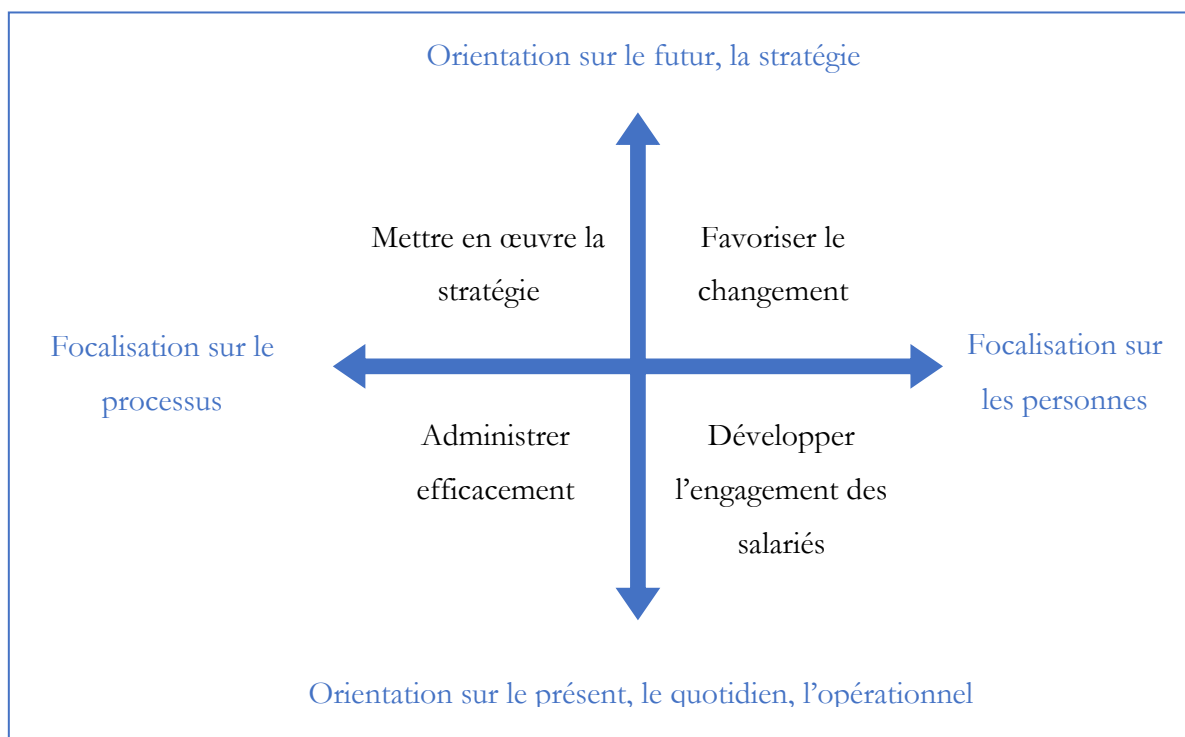 Orientation sur le futur, la stratégie
Mettre en œuvre la
stratégie
Favoriser le
changement
Focalisation sur le
processus
Focalisation sur
les personnes
Administrer
efficacement
Développer
l’engagement des
salariés
Orientation sur le présent, le quotidien, l’opérationnel